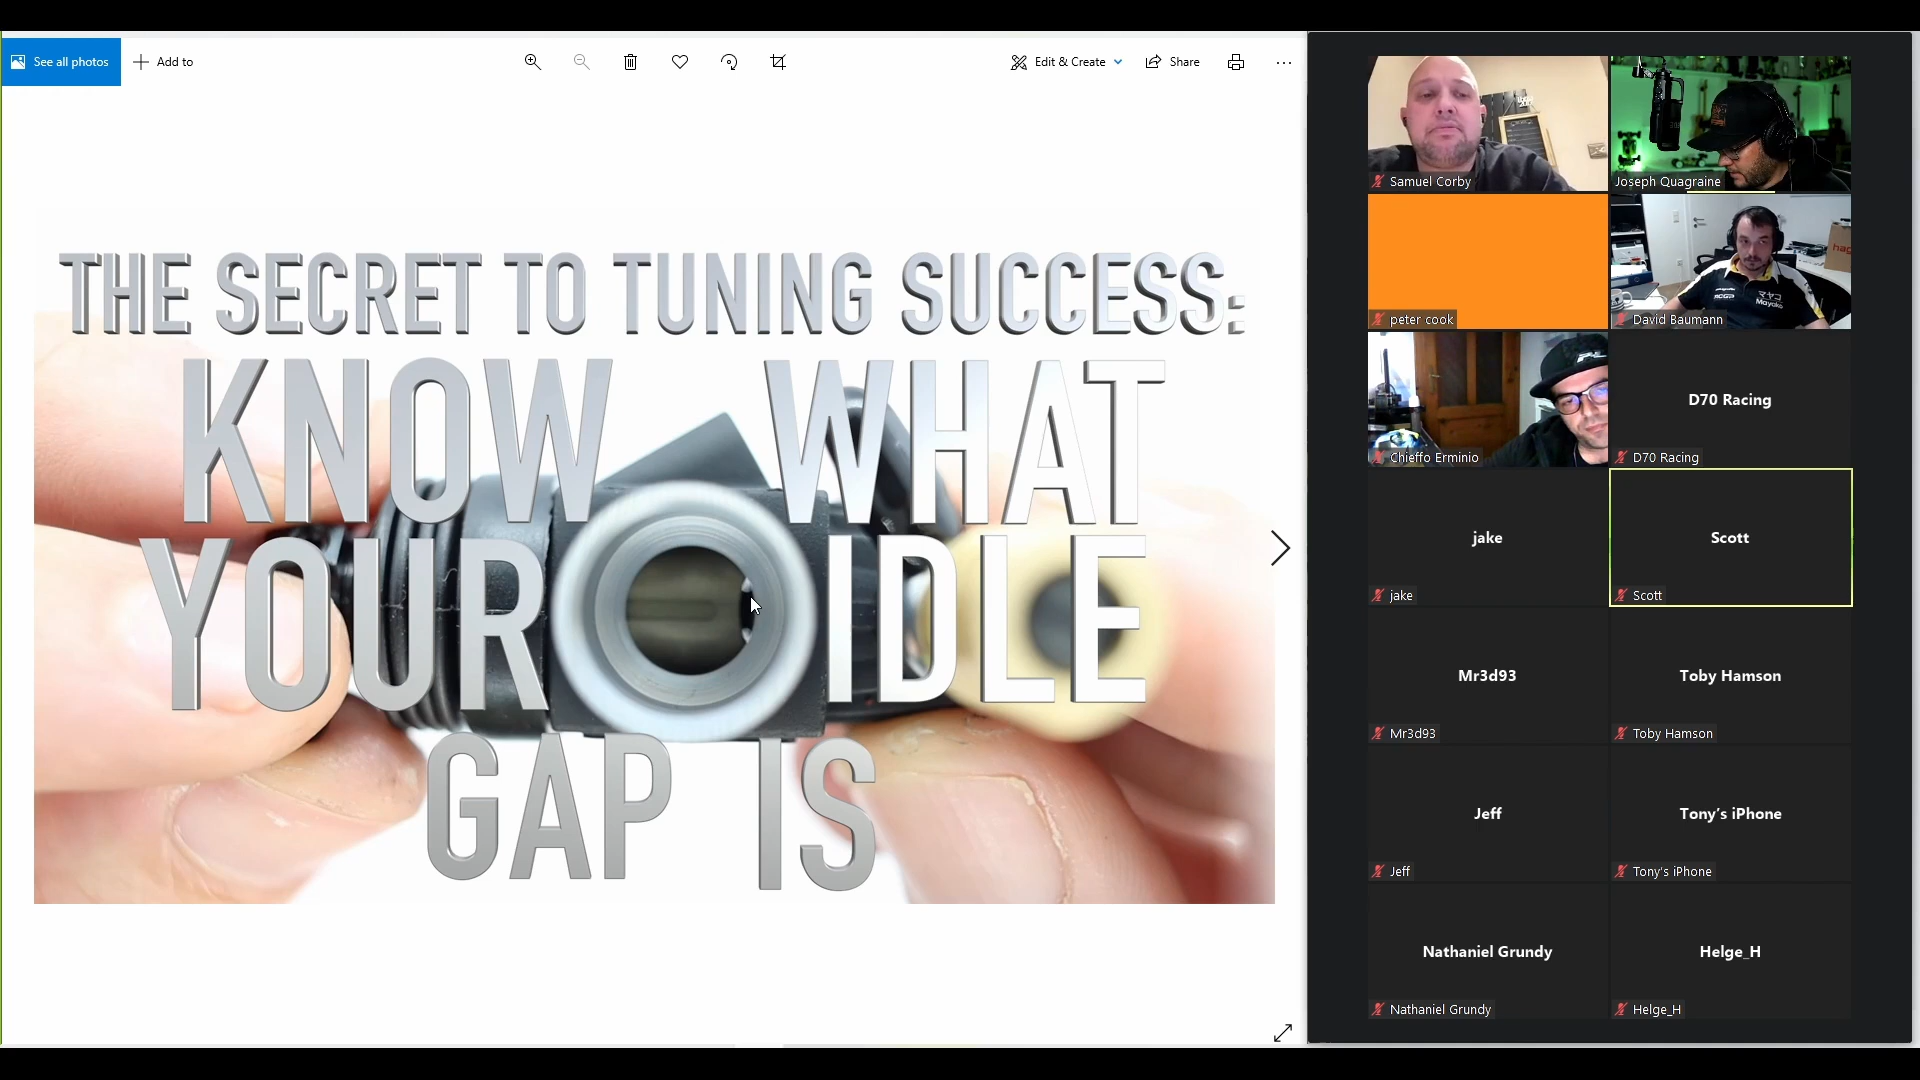 See all photos
Add to
Edit & Create
Share
THE SECRET TO TUNING SUCCESS:
KNOW WHAT
YOUR IDLE
GAP IS
Samuel Corby
Joseph Quagraine
peter cook
David Baumann
Chieffo Erminio
D70 Racing
D70 Racing
jake
jake
Scott
Scott
Mr3d93
Mr3d93
Toby Hamson
Toby Hamson
Jeff
Jeff
Tony's iPhone
Tony's iPhone
Nathaniel Grundy
Nathaniel Grundy
Helge_H
Helge_H